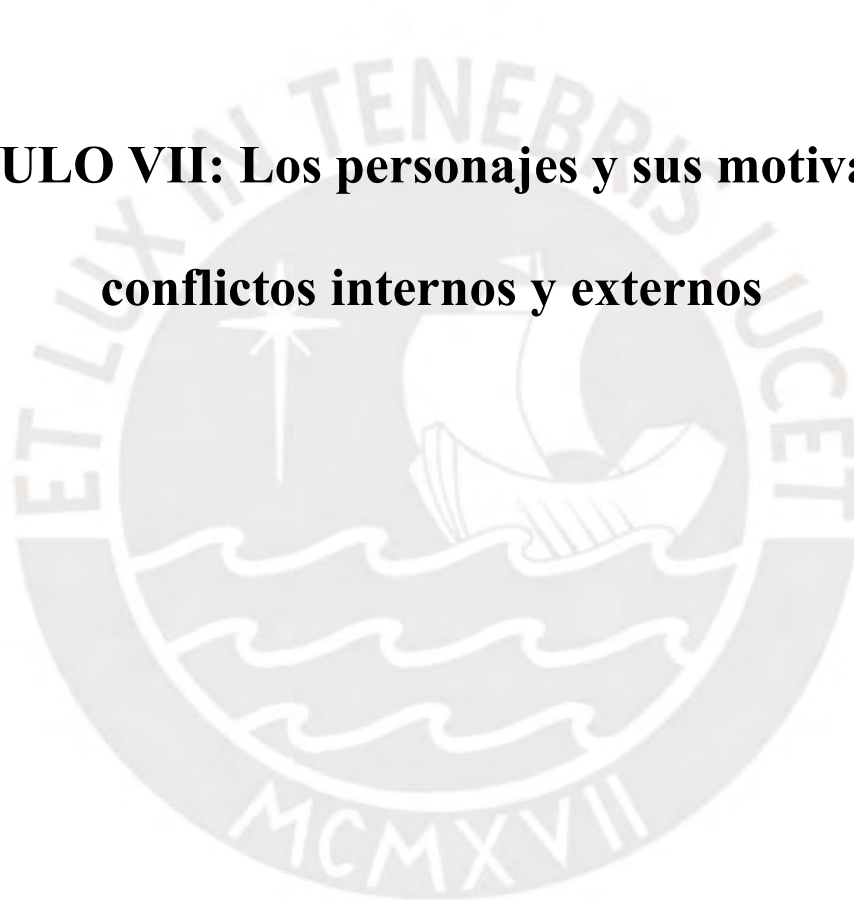 ULO VII: Los personajes y sus motiva
conflictos internos y externos
ET LUX IN TENEBRIS LUCET
MCMXVII